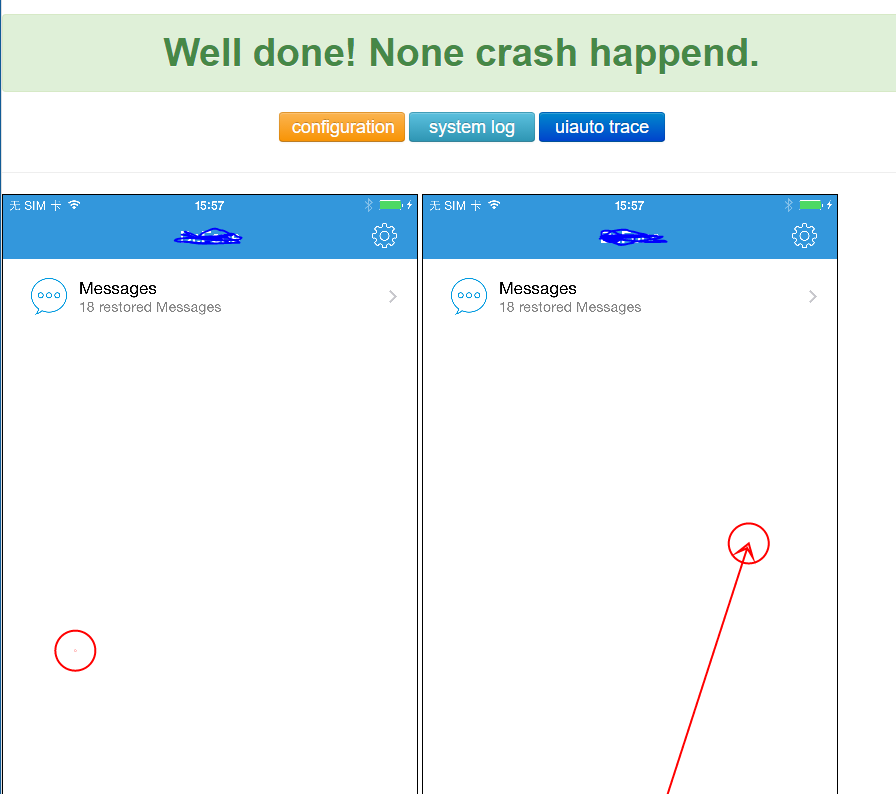 Well done! None crash happend.
configuration system log uiauto trace
无 SIM 卡 15:57
Messages
18 restored Messages
无 SIM 卡 15:57
Messages
18 restored Messages